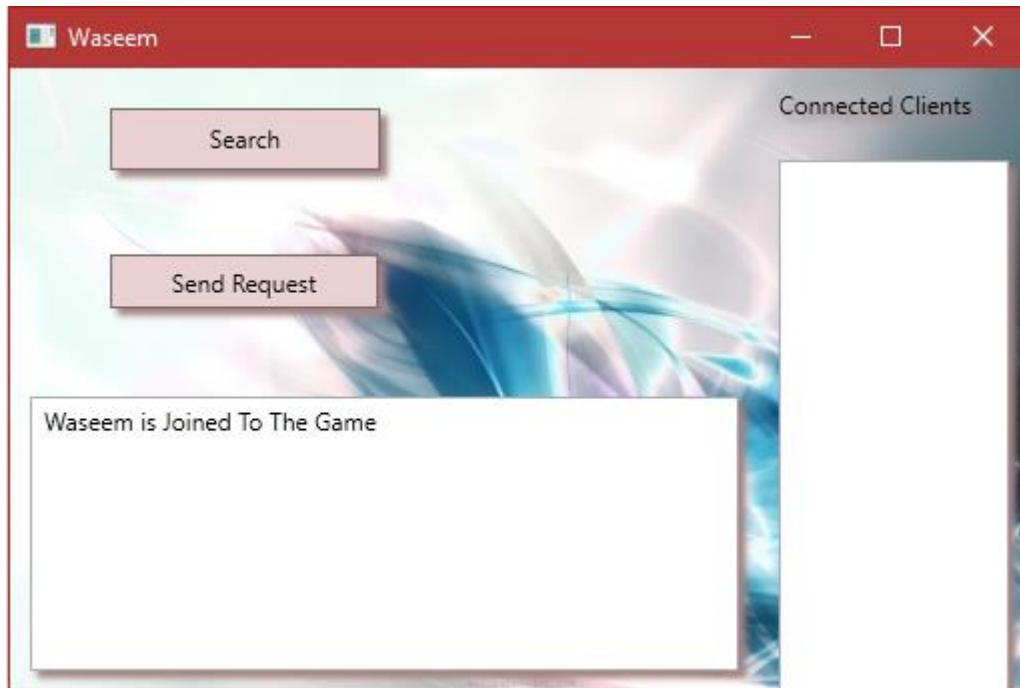 Waseem
Connected Clients
Search
Send Request
Waseem is Joined To The Game